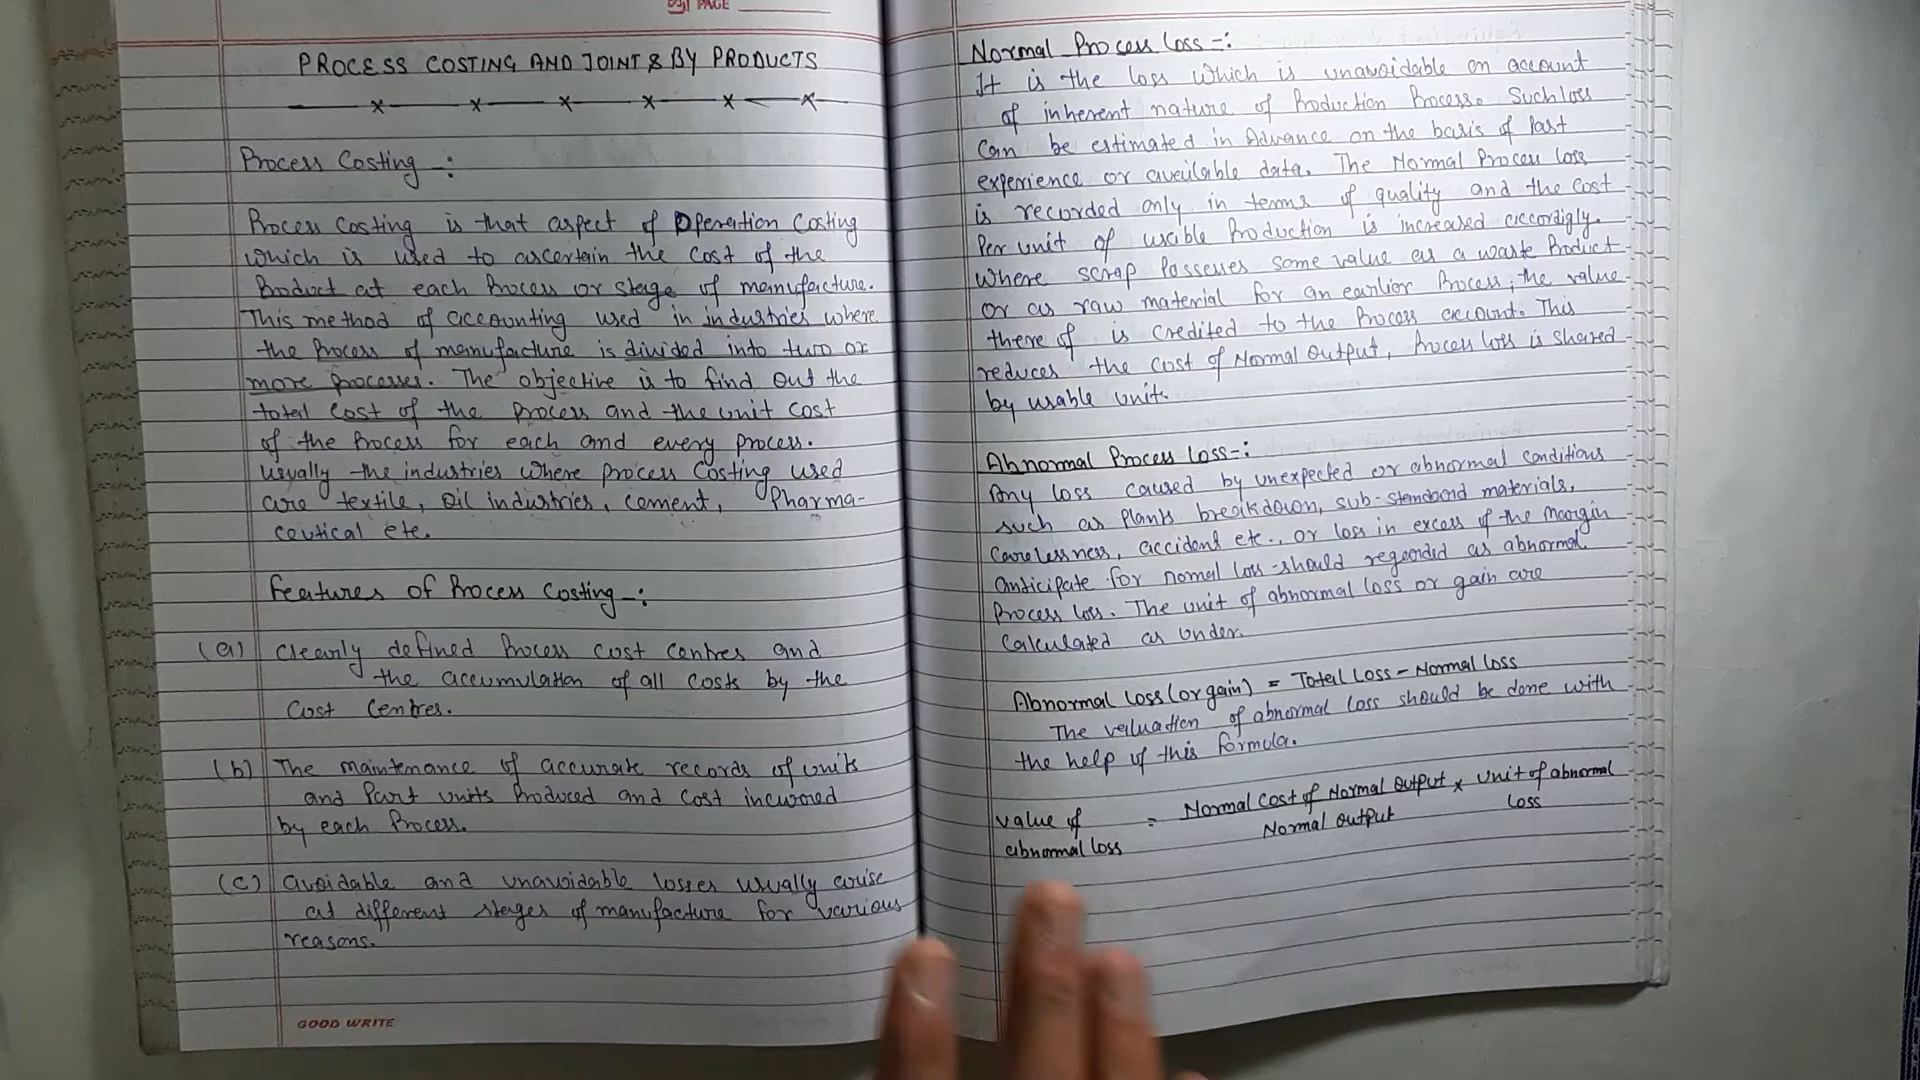 PAGE
PROCESS COSTING AND JOINT & BY PRODUCTS
Process Costing -:
Process Costing is that aspect of Operation Costing
which is used to ascertain the cost of the
Product at each Process or stage of manufacture.
This method of accounting used in industries where
the Process of manufacture is divided into two or
more processes. The objective is to find out the
total cost of the process and the unit cost
of the Process for each and every process.
Usually the industries where process costing used
are textile, oil industries, cement, Pharma-
ceutical etc.
Features of Process Costing -:
(a) clearly defined Process cost centres and
the accumulation of all costs by the
Cost Centres.
(b) The maintenance of accurate records of units
and Part units Produced and cost incurred
by each Process.
(c) avoidable and unavoidable losses usually arise
at different stages of manufacture for various
reasons.
GOOD WRITE
Normal Process Loss -:
It is the loss which is unavoidable on account
of inherent nature of Production Process. Such loss
can be estimated in Advance on the basis of Past
experience or available data. The Normal Process loss
is recorded only in terms of quality and the cost
Per unit of usible Production is increased accordigly.
Where scrap Possesses some value as a waste Product
or as raw material for an earlior Process, the value
there of is credited to the Process account. This
reduces the cost of Normal Output, Process loss is shared
by usable unit.
Abnormal Process Loss -:
Any loss caused by unexpected or abnormal conditions
such as Plants breakdown, sub-standard materials,
carelessness, accident etc., or loss in excess of the margin
anticipate for nomal loss should regarded as abnormal
Process loss. The unit of abnormal loss or gain are
Calculated as under.
Abnormal Loss (or gain) = Total Loss - Normal Loss
The valuation of abnormal loss should be done with
the help of this formula.
value of abnormal loss = Normal Cost of Normal Output / Normal Output x Unit of abnormal Loss